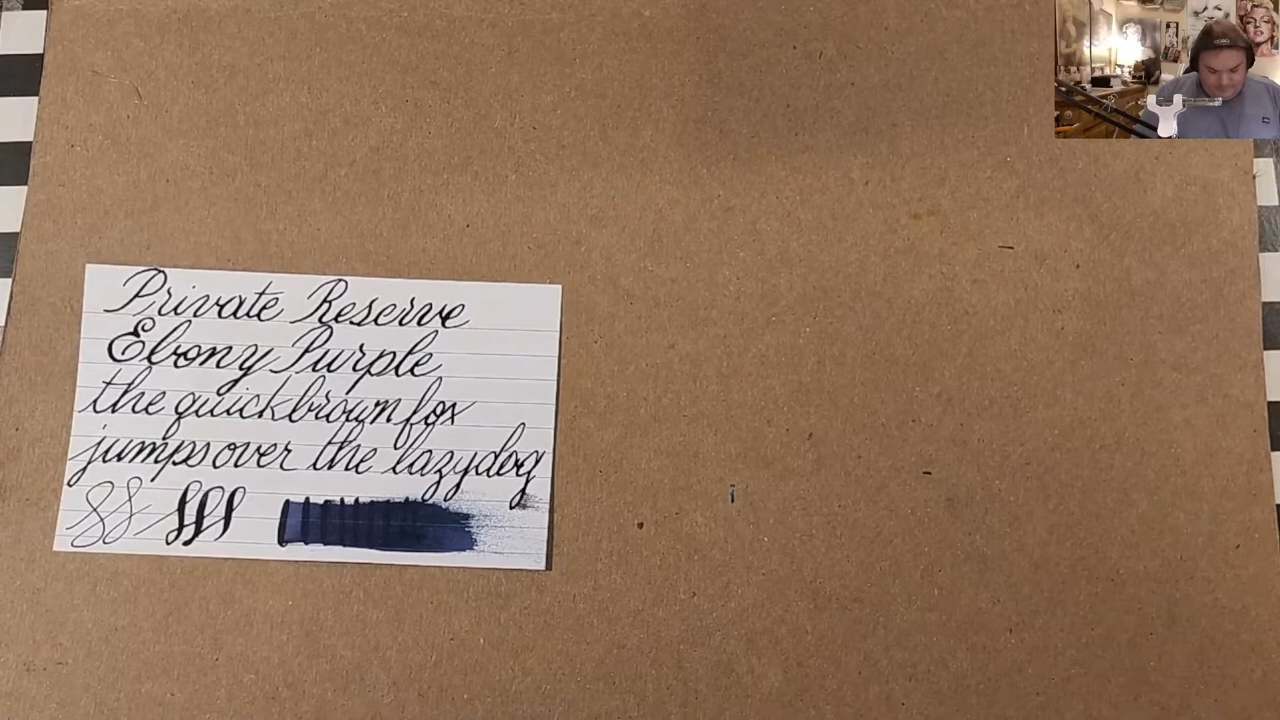 Private Reserve
Ebony Purple
the quick brown fox
jumps over the lazy dog